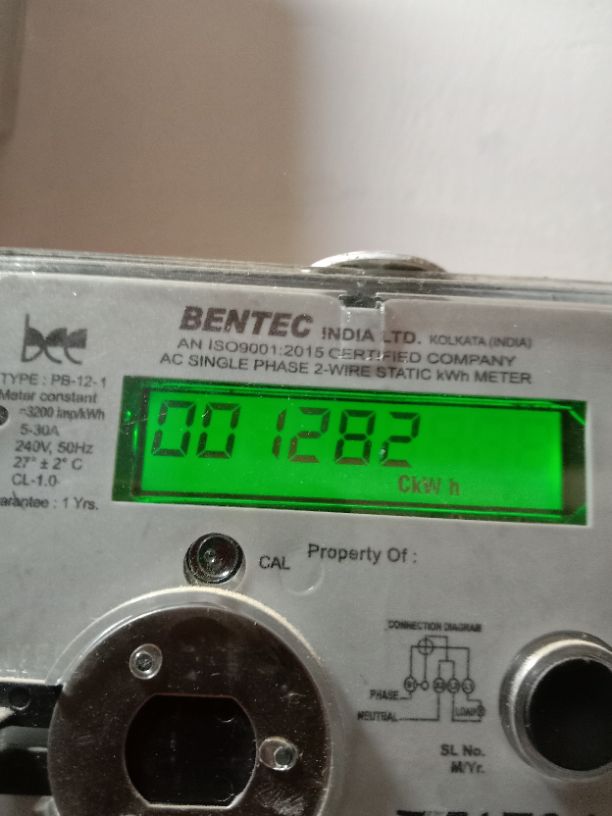 bec
BENTEC INDIA LTD. KOLKATA (INDIA)
AN ISO9001:2015 CERTIFIED COMPANY
AC SINGLE PHASE 2-WIRE STATIC kWh METER
TYPE : PB-12-1
Meter constant
=3200 imp/kWh
5-30A
240V, 50Hz
27° ± 2° C
CL-1.0
arantee : 1 Yrs.
001282
CkW h
CAL
Property Of :
CONNECTION DIAGRAM
PHASE
NEUTRAL
LOAD
SL No.
M/Yr.